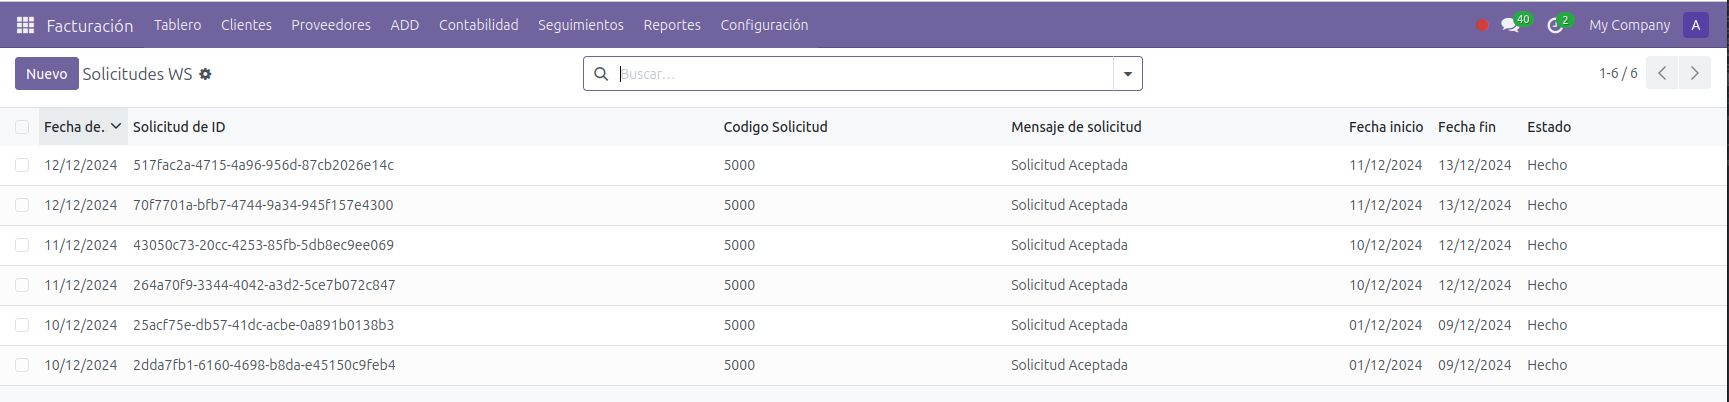 Facturación Tablero Clientes Proveedores ADD Contabilidad Seguimientos Reportes Configuración 40 2 My Company A
Nuevo Solicitudes WS Buscar... 1-6 / 6
Fecha de. Solicitud de ID Codigo Solicitud Mensaje de solicitud Fecha inicio Fecha fin Estado
12/12/2024 517fac2a-4715-4a96-956d-87cb2026e14c 5000 Solicitud Aceptada 11/12/2024 13/12/2024 Hecho
12/12/2024 70f7701a-bfb7-4744-9a34-945f157e4300 5000 Solicitud Aceptada 11/12/2024 13/12/2024 Hecho
11/12/2024 43050c73-20cc-4253-85fb-5db8ec9ee069 5000 Solicitud Aceptada 10/12/2024 12/12/2024 Hecho
11/12/2024 264a70f9-3344-4042-a3d2-5ce7b072c847 5000 Solicitud Aceptada 10/12/2024 12/12/2024 Hecho
10/12/2024 25acf75e-db57-41dc-acbe-0a891b0138b3 5000 Solicitud Aceptada 01/12/2024 09/12/2024 Hecho
10/12/2024 2dda7fb1-6160-4698-b8da-e45150c9feb4 5000 Solicitud Aceptada 01/12/2024 09/12/2024 Hecho